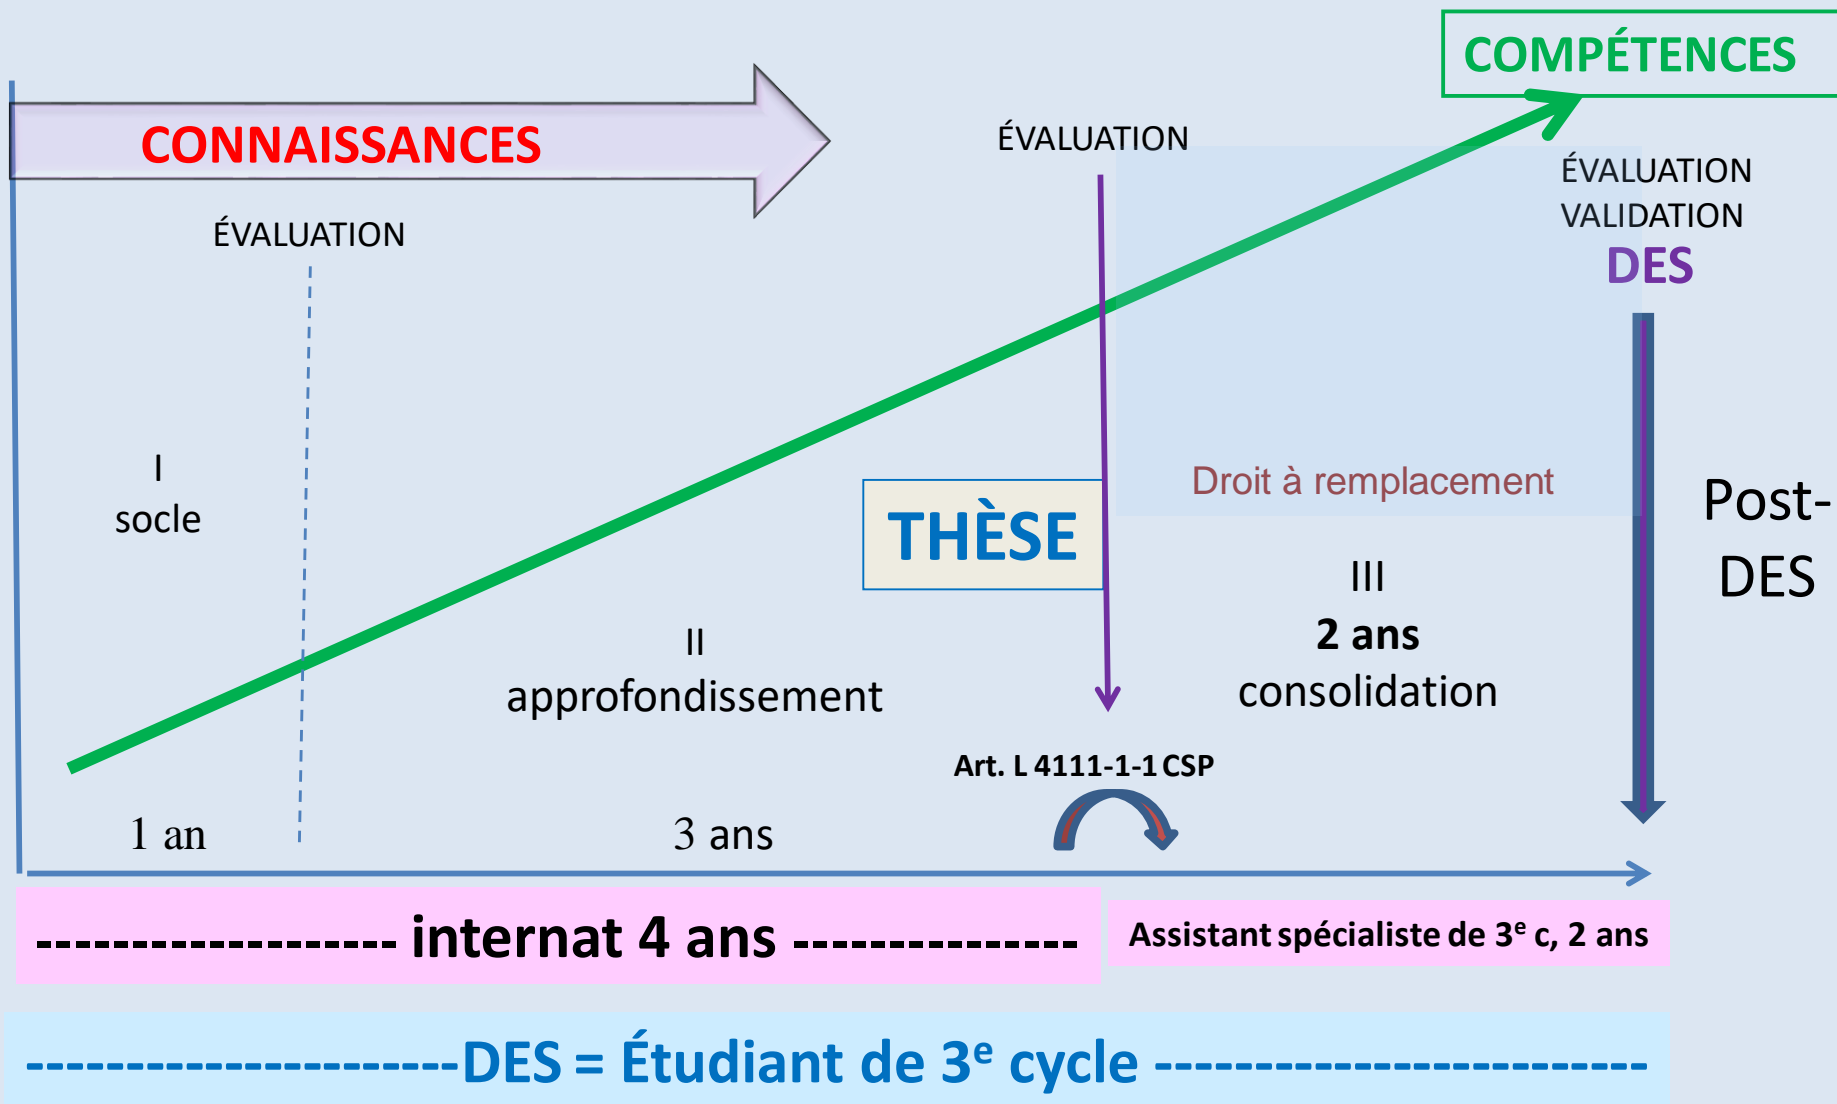 COMPÉTENCES
CONNAISSANCES
ÉVALUATION
ÉVALUATION
VALIDATION
DES
ÉVALUATION
I
socle
Droit à remplacement
THÈSE
Post-
DES
III
2 ans
consolidation
II
approfondissement
Art. L 4111-1-1 CSP
1 an
3 ans
------------------- internat 4 ans ---------------
Assistant spécialiste de 3e c, 2 ans
----------------------DES = Étudiant de 3e cycle -------------------------